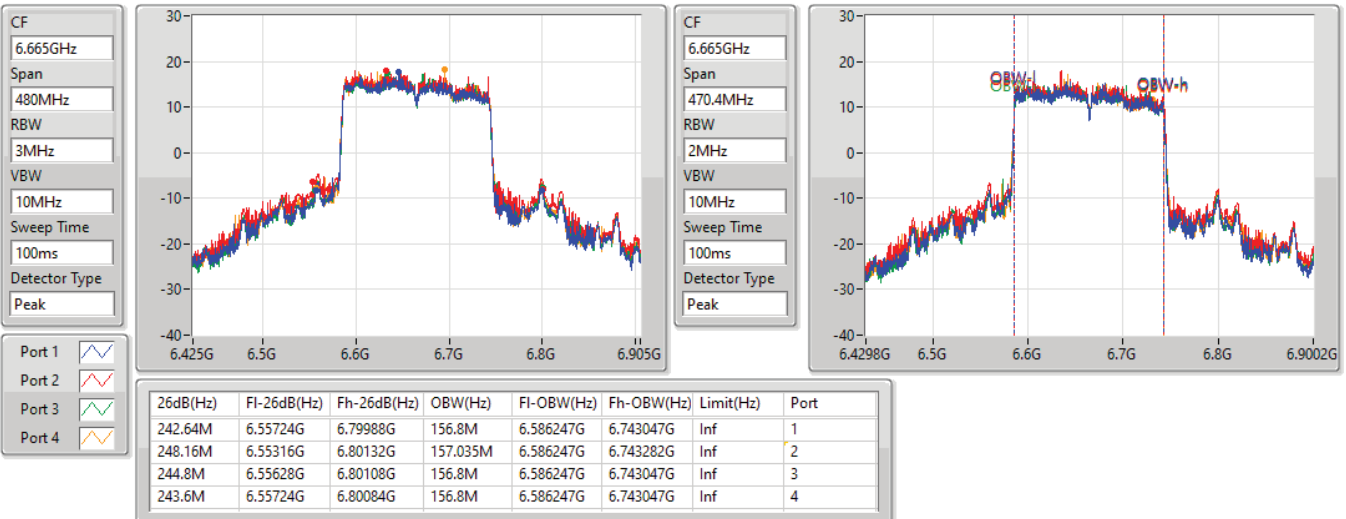 CF
6.665GHz
Span
480MHz
RBW
3MHz
VBW
10MHz
Sweep Time
100ms
Detector Type
Peak
30
20
10
0
-10
-20
-30
-40
6.425G 6.5G 6.6G 6.7G 6.8G 6.905G
CF
6.665GHz
Span
470.4MHz
RBW
2MHz
VBW
10MHz
Sweep Time
100ms
Detector Type
Peak
30
20
10
0
-10
-20
-30
-40
OBW-l OBW-h
6.4298G 6.5G 6.6G 6.7G 6.8G 6.9002G
Port 1
Port 2
Port 3
Port 4
26dB(Hz) Fl-26dB(Hz) Fh-26dB(Hz) OBW(Hz) Fl-OBW(Hz) Fh-OBW(Hz) Limit(Hz) Port
242.64M 6.55724G 6.79988G 156.8M 6.586247G 6.743047G Inf 1
248.16M 6.55316G 6.80132G 157.035M 6.586247G 6.743282G Inf 2
244.8M 6.55628G 6.80108G 156.8M 6.586247G 6.743047G Inf 3
243.6M 6.55724G 6.80084G 156.8M 6.586247G 6.743047G Inf 4